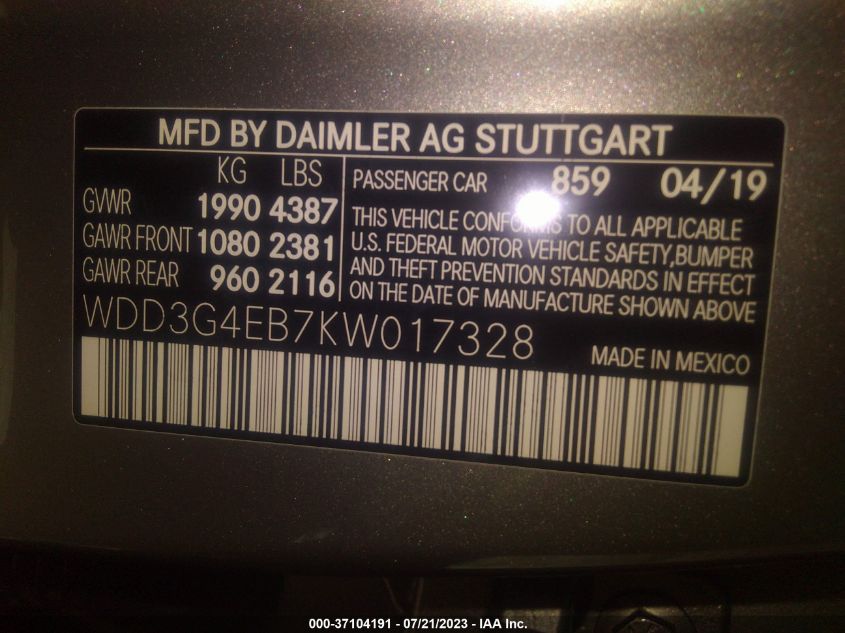 MFD BY DAIMLER AG STUTTGART
KG LBS
GVWR 1990 4387
GAWR FRONT 1080 2381
GAWR REAR 960 2116
PASSENGER CAR 859 04/19
THIS VEHICLE CONFORMS TO ALL APPLICABLE
U.S. FEDERAL MOTOR VEHICLE SAFETY,BUMPER
AND THEFT PREVENTION STANDARDS IN EFFECT
ON THE DATE OF MANUFACTURE SHOWN ABOVE
WDD3G4EB7KW017328
MADE IN MEXICO
000-37104191 - 07/21/2023 - IAA Inc.